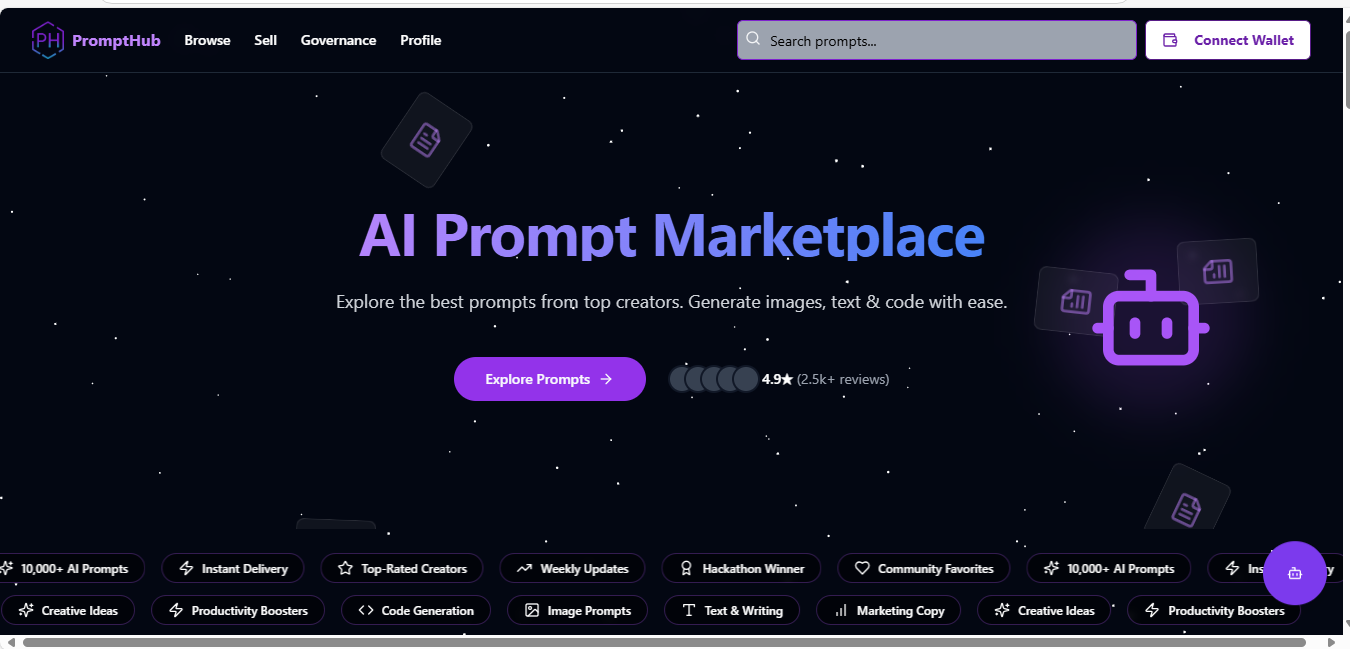 PH PromptHub Browse Sell Governance Profile Search prompts... Connect Wallet
AI Prompt Marketplace
Explore the best prompts from top creators. Generate images, text & code with ease.
Explore Prompts → 4.9★ (2.5k+ reviews)
10,000+ AI Prompts Instant Delivery Top-Rated Creators Weekly Updates Hackathon Winner Community Favorites 10,000+ AI Prompts
Creative Ideas Productivity Boosters Code Generation Image Prompts Text & Writing Marketing Copy Creative Ideas Productivity Boosters